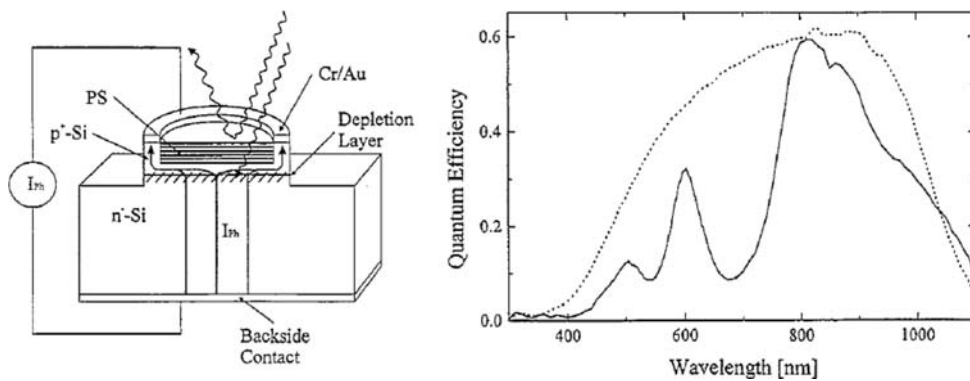 PS
p⁺-Si
Cr/Au
Depletion
Layer
IPh
n⁻-Si
IPh
Backside
Contact
Quantum Efficiency
0.6
0.4
0.2
0.0
400
600
800
1000
Wavelength [nm]